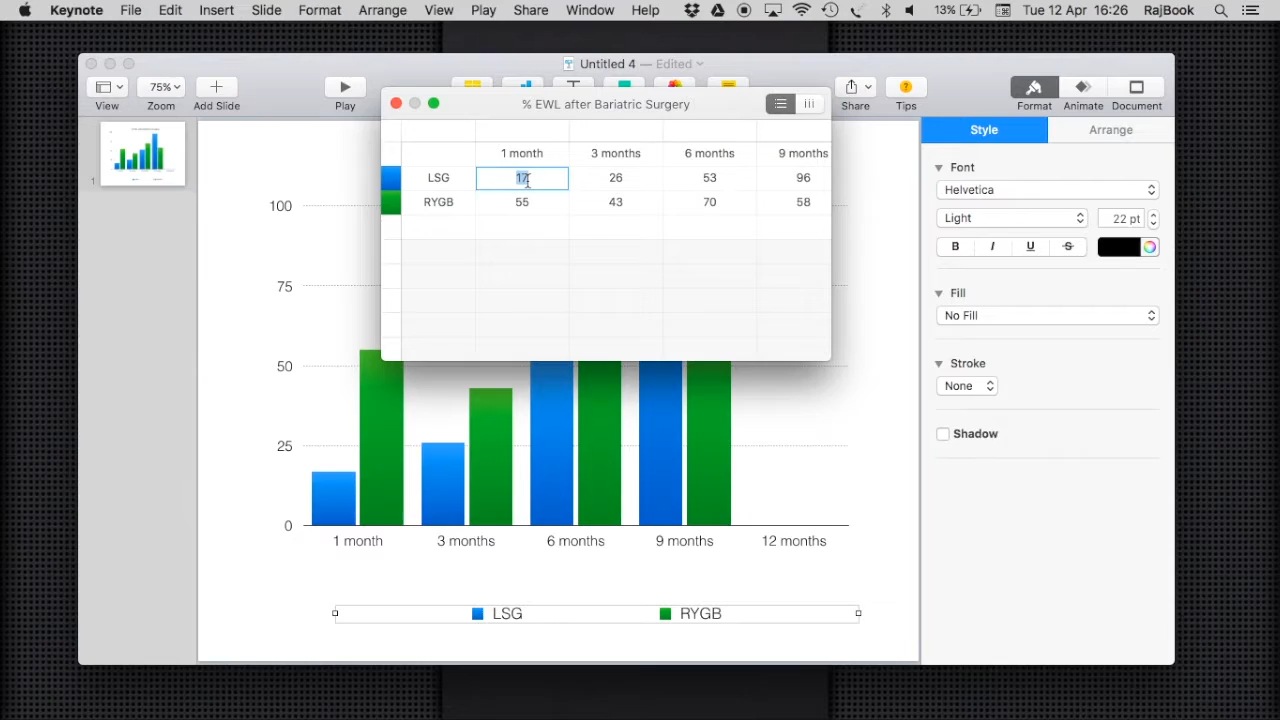 Keynote File Edit Insert Slide Format Arrange View Play Share Window Help 13% Tue 12 Apr 16:26 RajBook
Untitled 4 — Edited
75%
View Zoom Add Slide Play Share Tips Format Animate Document
% EWL after Bariatric Surgery
1 month 3 months 6 months 9 months
LSG 17 26 53 96
RYGB 55 43 70 58
1
100
75
50
25
0
1 month 3 months 6 months 9 months 12 months
LSG RYGB
Style Arrange
Font
Helvetica
Light 22 pt
B I U S
Fill
No Fill
Stroke
None
Shadow